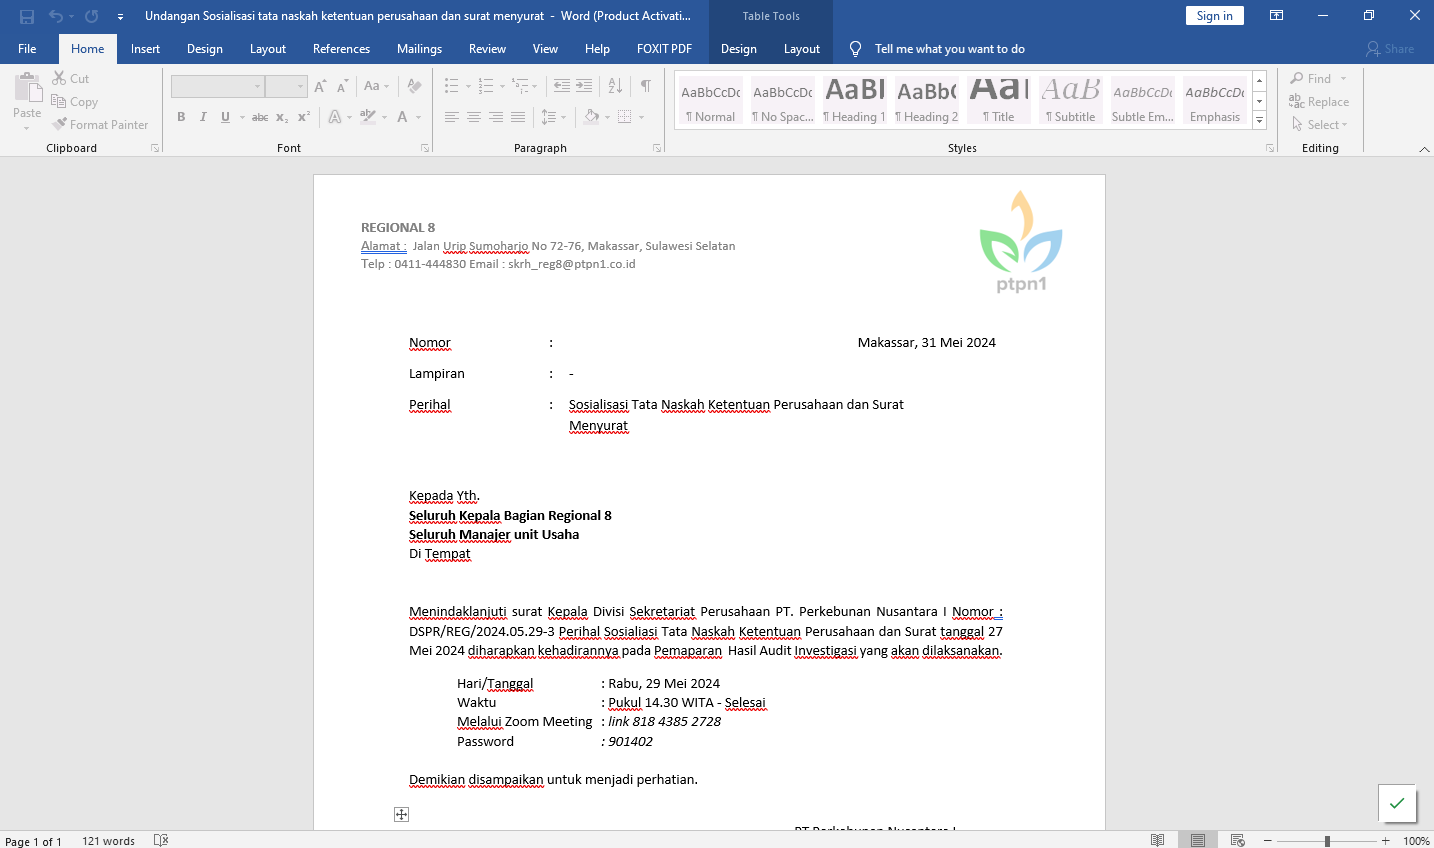 Undangan Sosialisasi tata naskah ketentuan perusahaan dan surat menyurat - Word (Product Activati...
Table Tools
Sign in
File Home Insert Design Layout References Mailings Review View Help FOXIT PDF Design Layout Tell me what you want to do Share
Paste
Cut
Copy
Format Painter
Clipboard
Font
Paragraph
AaBbCcDc AaBbCcDc AaBbC AaBbC AaB AaBbCcDc AaBbCcDc
¶ Normal ¶ No Spac... ¶ Heading 1 ¶ Heading 2 ¶ Title ¶ Subtitle Subtle Em... Emphasis
Styles
Find
Replace
Select
Editing
REGIONAL 8
Alamat : Jalan Urip Sumoharjo No 72-76, Makassar, Sulawesi Selatan
Telp : 0411-444830 Email : skrh_reg8@ptpn1.co.id
ptpn1
Nomor : Makassar, 31 Mei 2024
Lampiran : -
Perihal : Sosialisasi Tata Naskah Ketentuan Perusahaan dan Surat
Menyurat
Kepada Yth.
Seluruh Kepala Bagian Regional 8
Seluruh Manajer unit Usaha
Di Tempat
Menindaklanjuti surat Kepala Divisi Sekretariat Perusahaan PT. Perkebunan Nusantara I Nomor :
DSPR/REG/2024.05.29-3 Perihal Sosialiasi Tata Naskah Ketentuan Perusahaan dan Surat tanggal 27
Mei 2024 diharapkan kehadirannya pada Pemaparan Hasil Audit Investigasi yang akan dilaksanakan.
Hari/Tanggal : Rabu, 29 Mei 2024
Waktu : Pukul 14.30 WITA - Selesai
Melalui Zoom Meeting : link 818 4385 2728
Password : 901402
Demikian disampaikan untuk menjadi perhatian.
PT Perkebunan Nusantara I
Page 1 of 1 121 words 100%